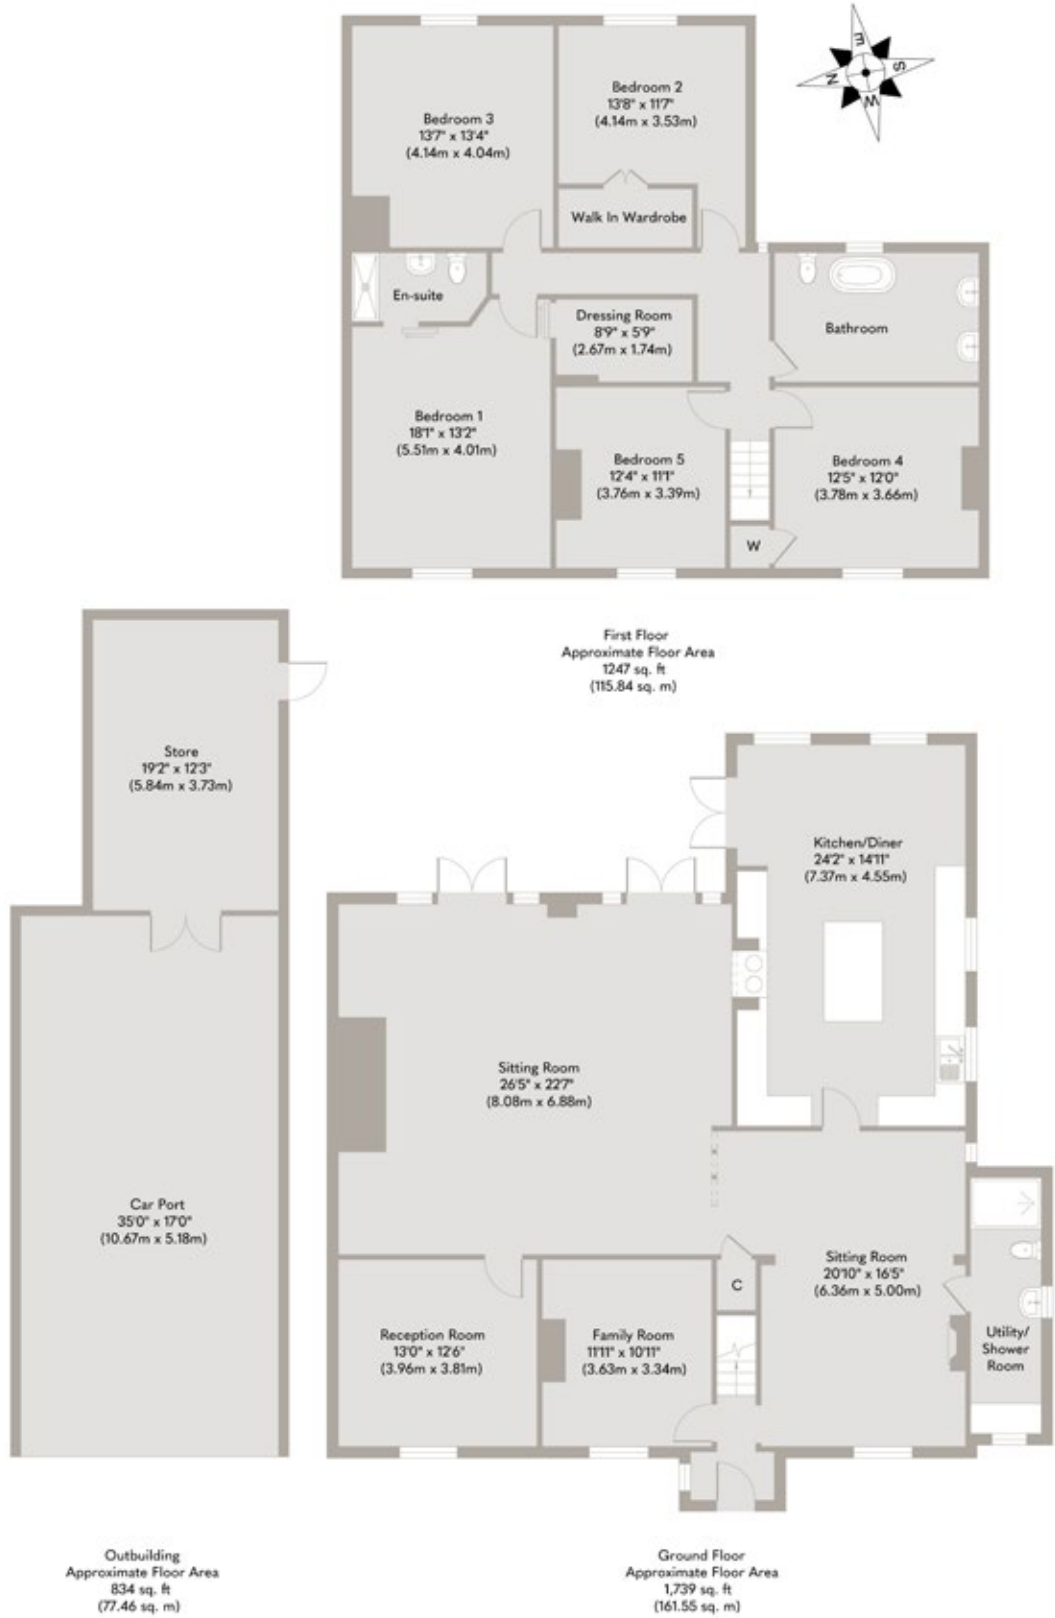 E
N
S
W
Bedroom 3
13'7" x 13'4"
(4.14m x 4.04m)
Bedroom 2
13'8" x 11'7"
(4.14m x 3.53m)
Walk In Wardrobe
En-suite
Dressing Room
8'9" x 5'9"
(2.67m x 1.74m)
Bathroom
Bedroom 1
18'1" x 13'2"
(5.51m x 4.01m)
Bedroom 5
12'4" x 11'1"
(3.76m x 3.39m)
Bedroom 4
12'5" x 12'0"
(3.78m x 3.66m)
W
First Floor
Approximate Floor Area
1247 sq. ft
(115.84 sq. m)
Store
19'2" x 12'3"
(5.84m x 3.73m)
Car Port
35'0" x 17'0"
(10.67m x 5.18m)
Kitchen/Diner
24'2" x 14'11"
(7.37m x 4.55m)
Sitting Room
26'5" x 22'7"
(8.08m x 6.88m)
Sitting Room
20'10" x 16'5"
(6.36m x 5.00m)
C
Reception Room
13'0" x 12'6"
(3.96m x 3.81m)
Family Room
11'11" x 10'11"
(3.63m x 3.34m)
Utility/
Shower
Room
Outbuilding
Approximate Floor Area
834 sq. ft
(77.46 sq. m)
Ground Floor
Approximate Floor Area
1,739 sq. ft
(161.55 sq. m)